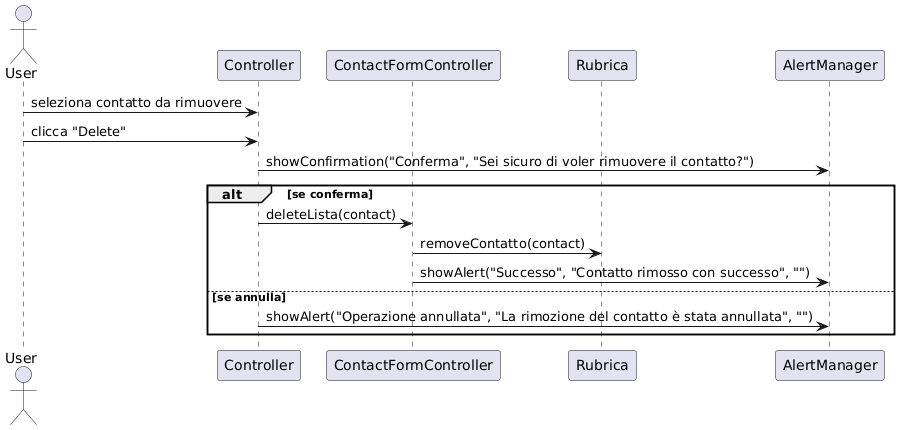 User
Controller
ContactFormController
Rubrica
AlertManager
seleziona contatto da rimuovere
clicca "Delete"
showConfirmation("Conferma", "Sei sicuro di voler rimuovere il contatto?")
alt
[se conferma]
deleteLista(contact)
removeContatto(contact)
showAlert("Successo", "Contatto rimosso con successo", "")
[se annulla]
showAlert("Operazione annullata", "La rimozione del contatto è stata annullata", "")
User
Controller
ContactFormController
Rubrica
AlertManager